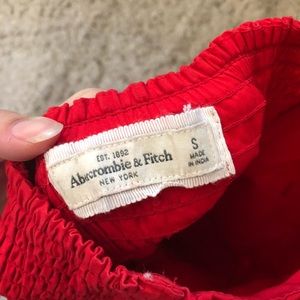 EST. 1892
Abercrombie & Fitch
NEW YORK
S
MADE
IN INDIA